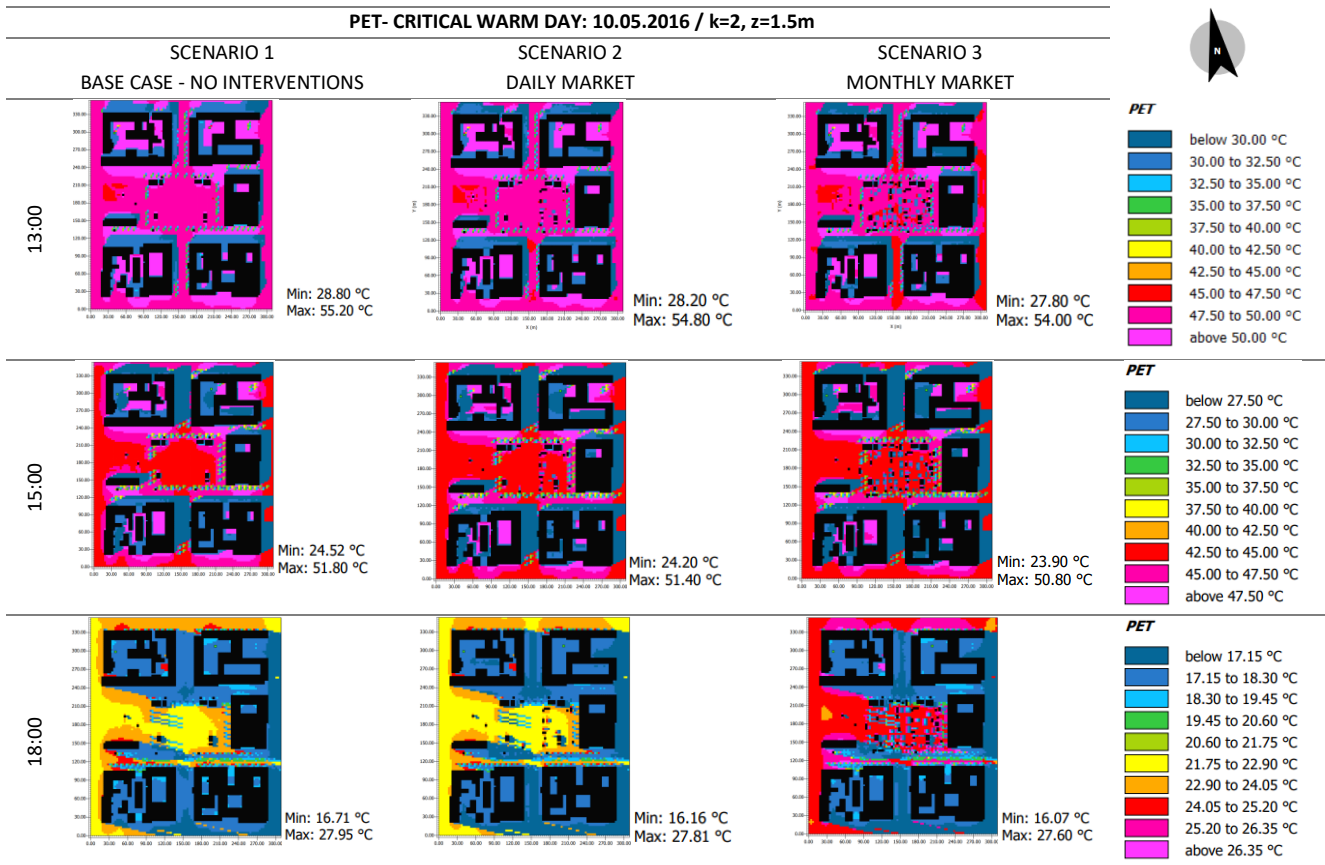 PET- CRITICAL WARM DAY: 10.05.2016 / k=2, z=1.5m
SCENARIO 1
BASE CASE - NO INTERVENTIONS
SCENARIO 2
DAILY MARKET
SCENARIO 3
MONTHLY MARKET
N
13:00
Min: 28.80 °C
Max: 55.20 °C
Min: 28.20 °C
Max: 54.80 °C
Min: 27.80 °C
Max: 54.00 °C
PET
below 30.00 °C
30.00 to 32.50 °C
32.50 to 35.00 °C
35.00 to 37.50 °C
37.50 to 40.00 °C
40.00 to 42.50 °C
42.50 to 45.00 °C
45.00 to 47.50 °C
47.50 to 50.00 °C
above 50.00 °C
15:00
Min: 24.52 °C
Max: 51.80 °C
Min: 24.20 °C
Max: 51.40 °C
Min: 23.90 °C
Max: 50.80 °C
PET
below 27.50 °C
27.50 to 30.00 °C
30.00 to 32.50 °C
32.50 to 35.00 °C
35.00 to 37.50 °C
37.50 to 40.00 °C
40.00 to 42.50 °C
42.50 to 45.00 °C
45.00 to 47.50 °C
above 47.50 °C
18:00
Min: 16.71 °C
Max: 27.95 °C
Min: 16.16 °C
Max: 27.81 °C
Min: 16.07 °C
Max: 27.60 °C
PET
below 17.15 °C
17.15 to 18.30 °C
18.30 to 19.45 °C
19.45 to 20.60 °C
20.60 to 21.75 °C
21.75 to 22.90 °C
22.90 to 24.05 °C
24.05 to 25.20 °C
25.20 to 26.35 °C
above 26.35 °C